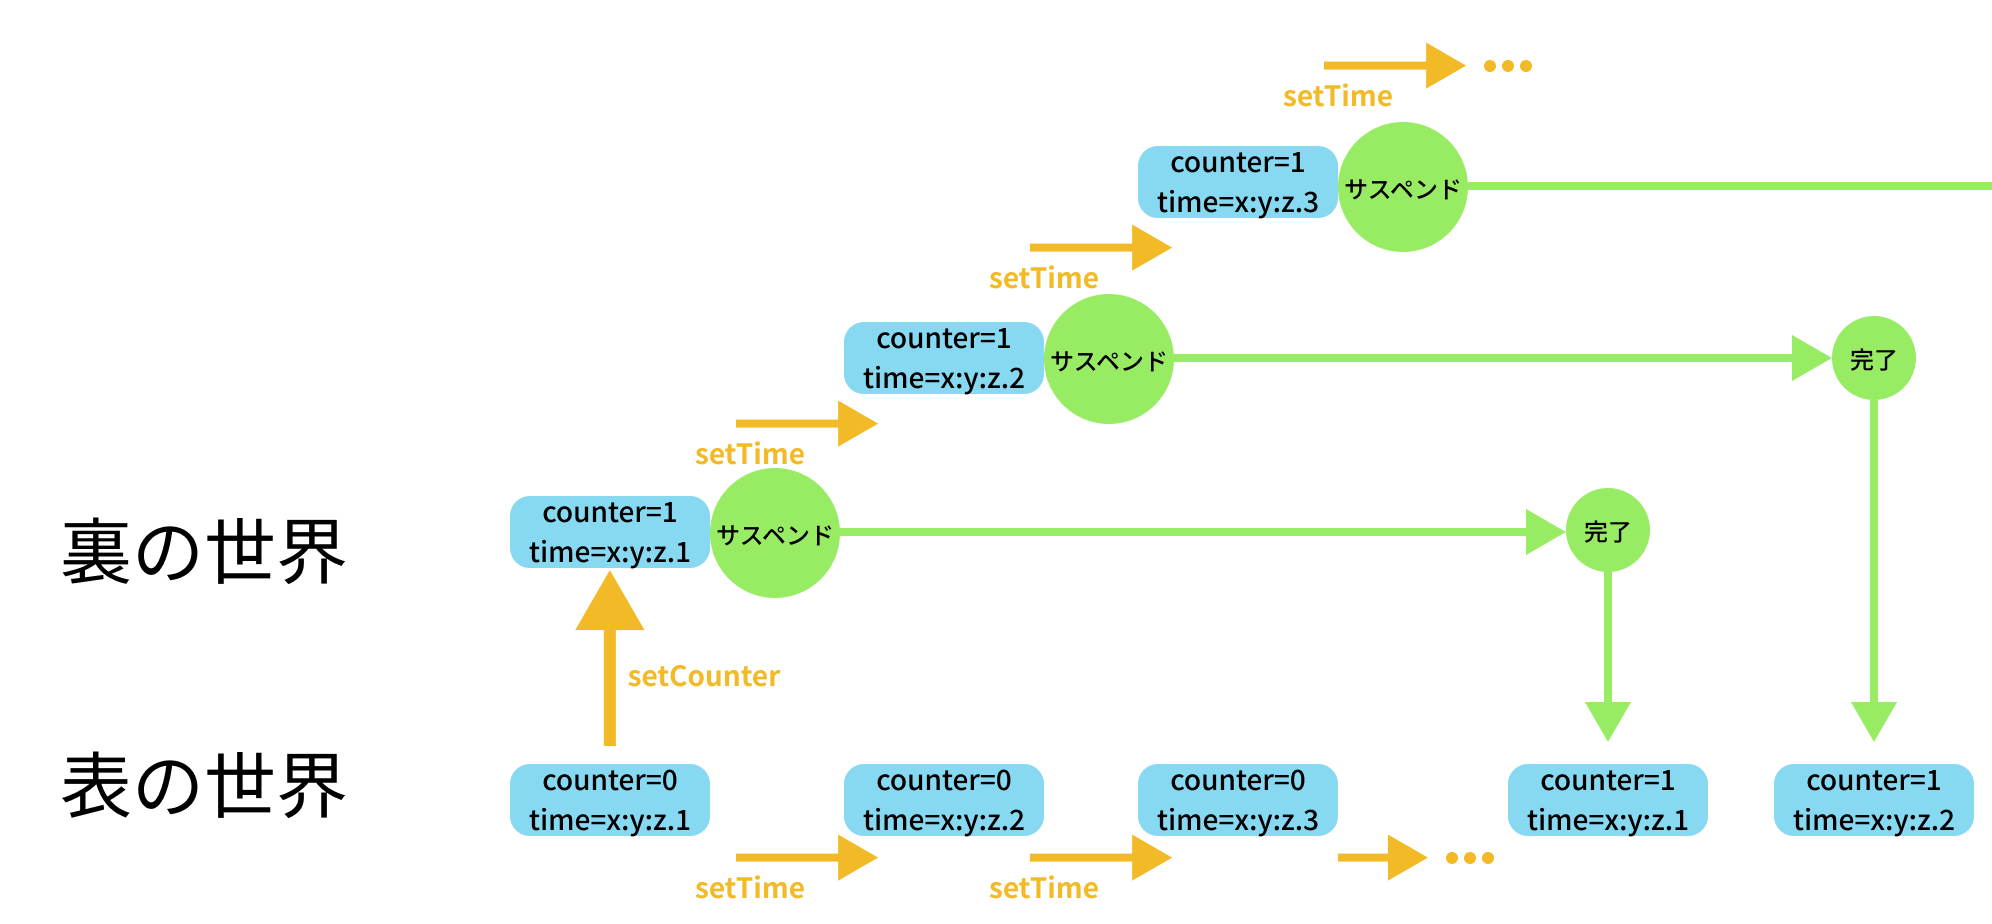 setTime
counter=1
time=x:y:z.3
サスペンド
setTime
counter=1
time=x:y:z.2
サスペンド
完了
setTime
裏の世界
counter=1
time=x:y:z.1
サスペンド
完了
setCounter
表の世界
counter=0
time=x:y:z.1
counter=0
time=x:y:z.2
counter=0
time=x:y:z.3
counter=1
time=x:y:z.1
counter=1
time=x:y:z.2
setTime
setTime